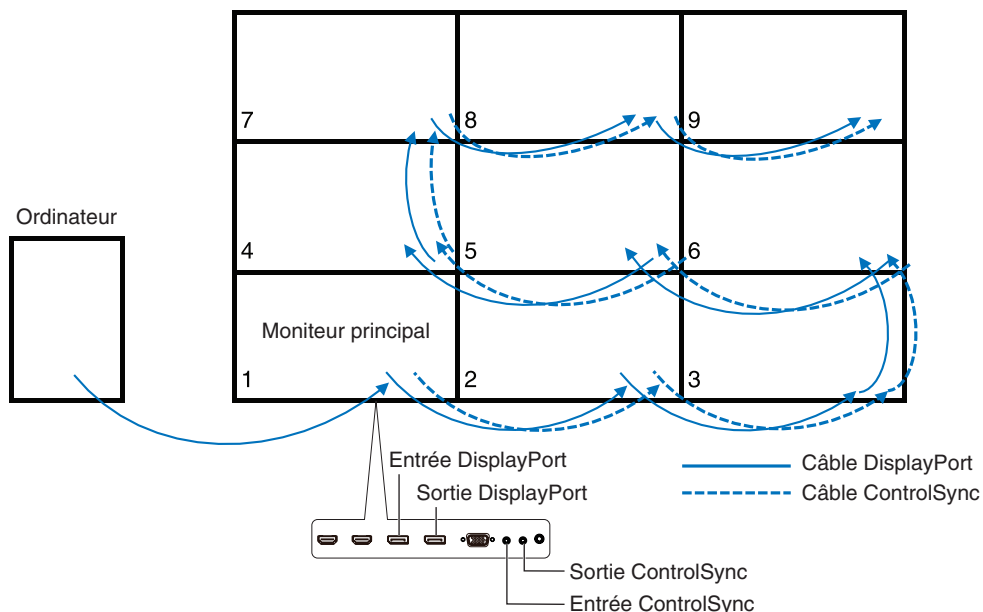 7
8
9
Ordinateur
4
5
6
Moniteur principal
1
2
3
Entrée DisplayPort
Sortie DisplayPort
Câble DisplayPort
Câble ControlSync
Sortie ControlSync
Entrée ControlSync